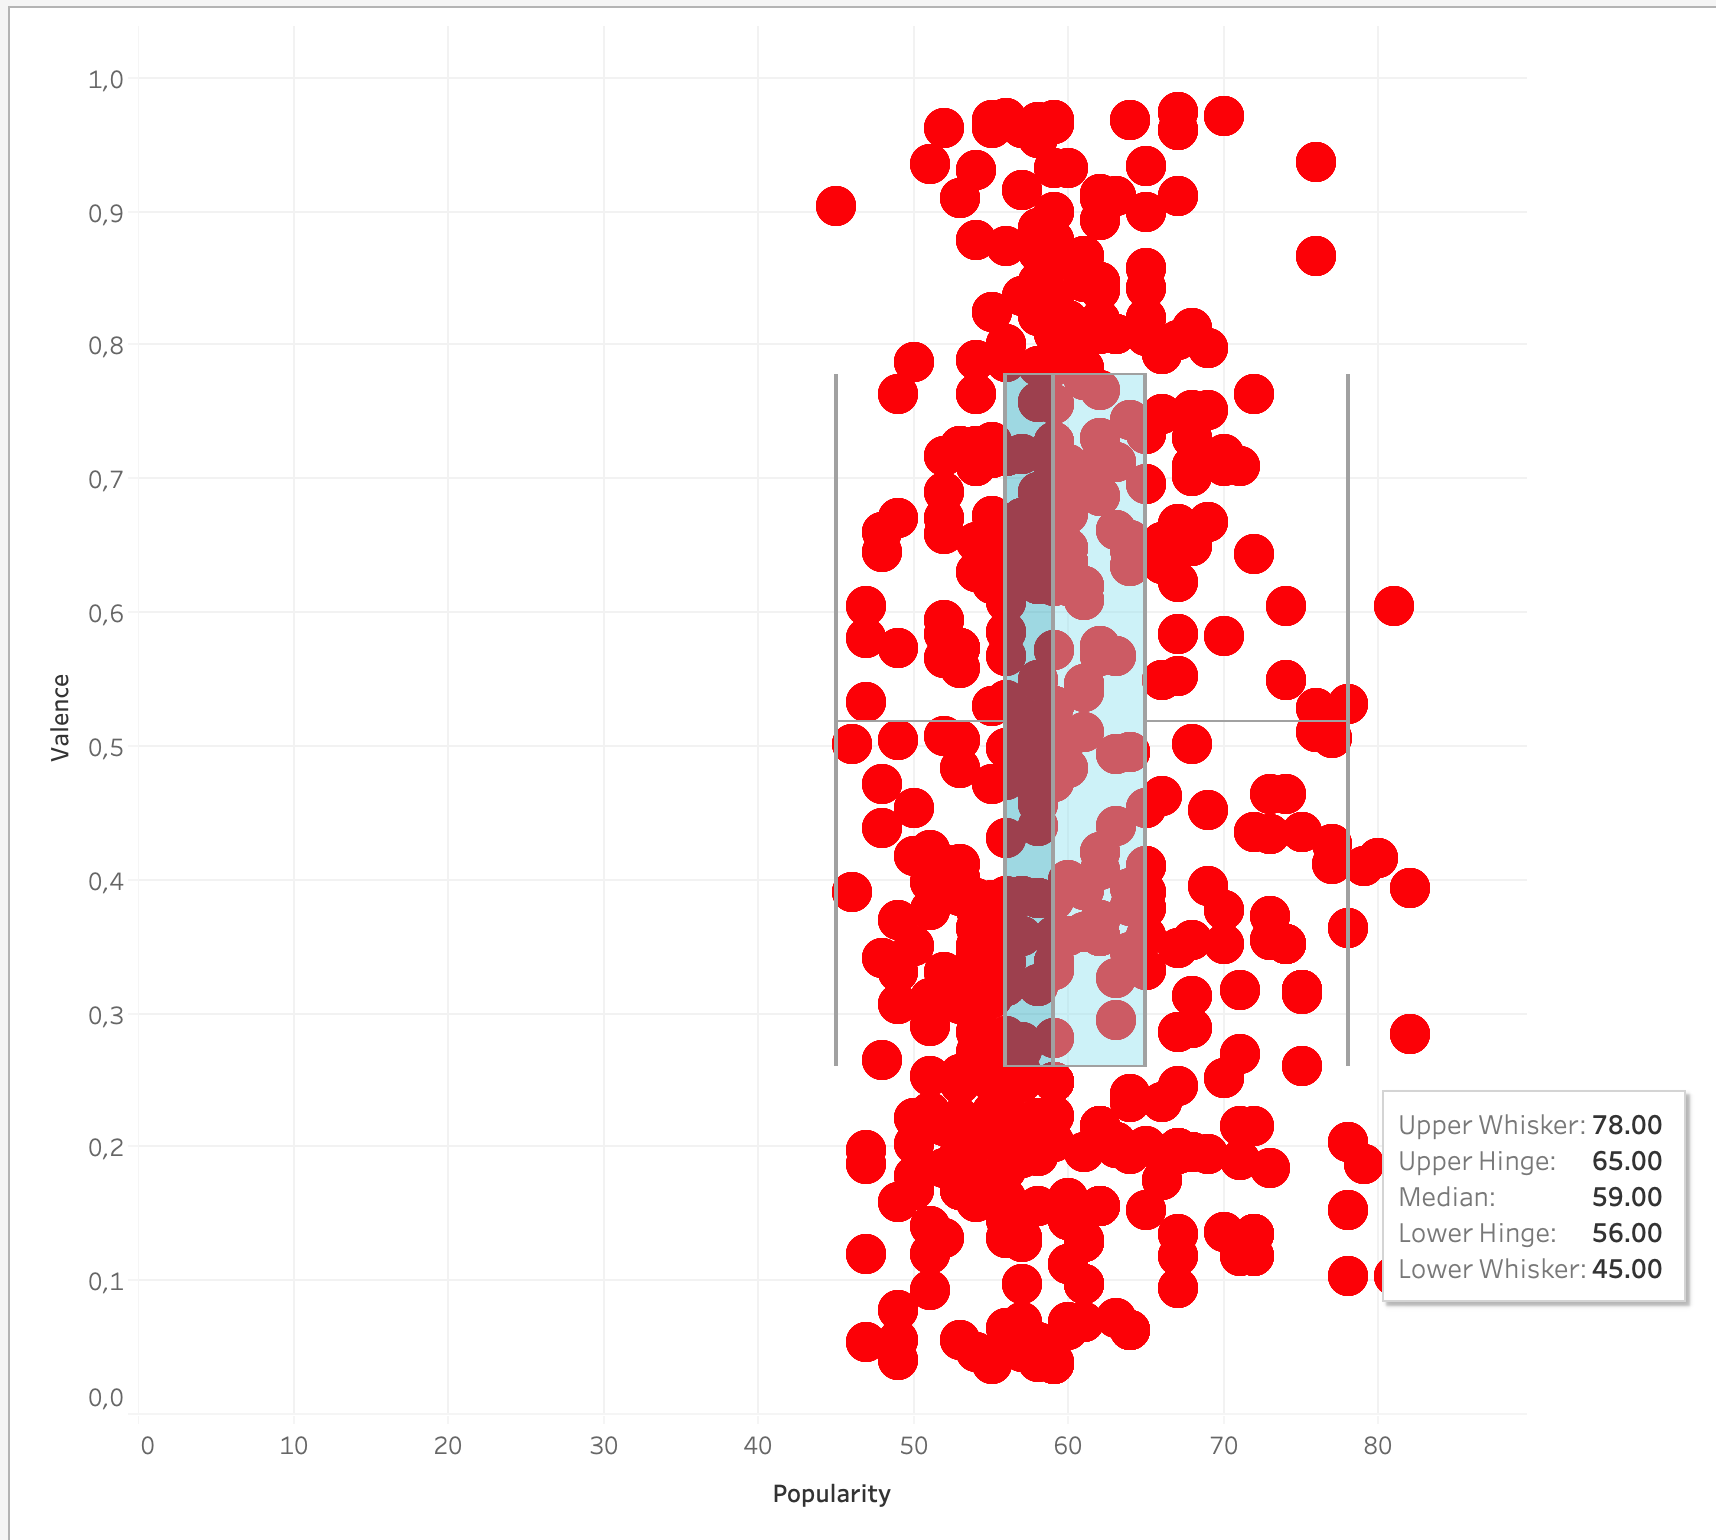 1,0
0,9
0,8
0,7
0,6
0,5
0,4
0,3
0,2
0,1
0,0
Valence
Upper Whisker: 78.00
Upper Hinge: 65.00
Median: 59.00
Lower Hinge: 56.00
Lower Whisker: 45.00
0 10 20 30 40 50 60 70 80
Popularity